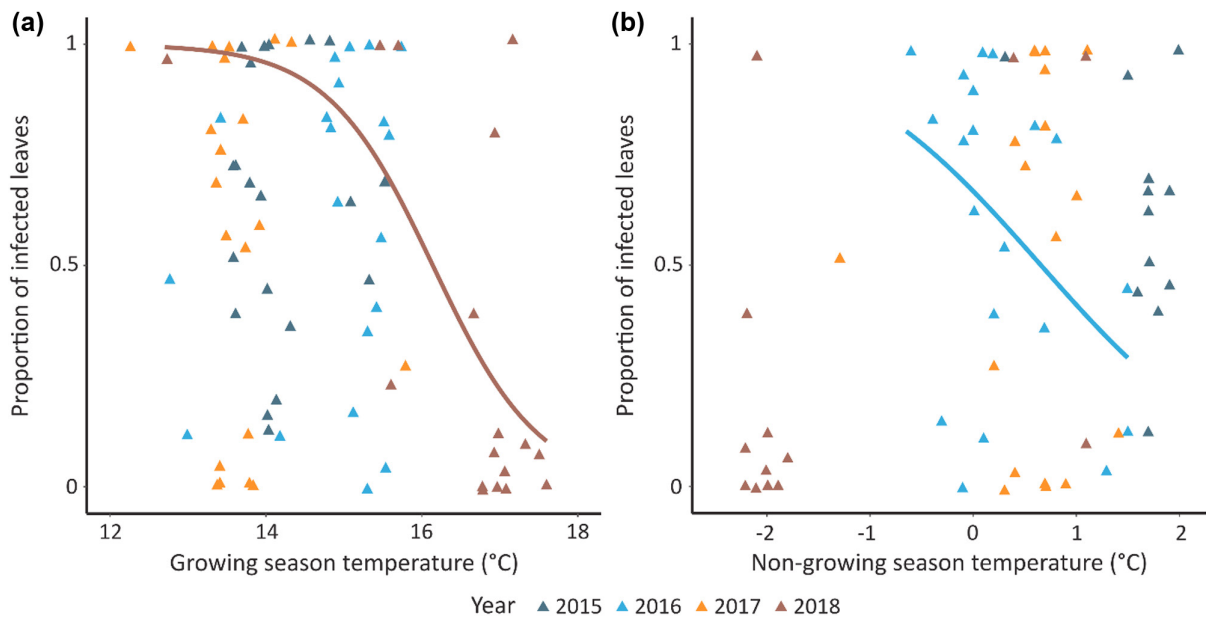 (a)
Proportion of infected leaves
1
0.5
0
12 14 16 18
Growing season temperature (°C)
(b)
Proportion of infected leaves
1
0.5
0
-2 -1 0 1 2
Non-growing season temperature (°C)
Year 2015 2016 2017 2018